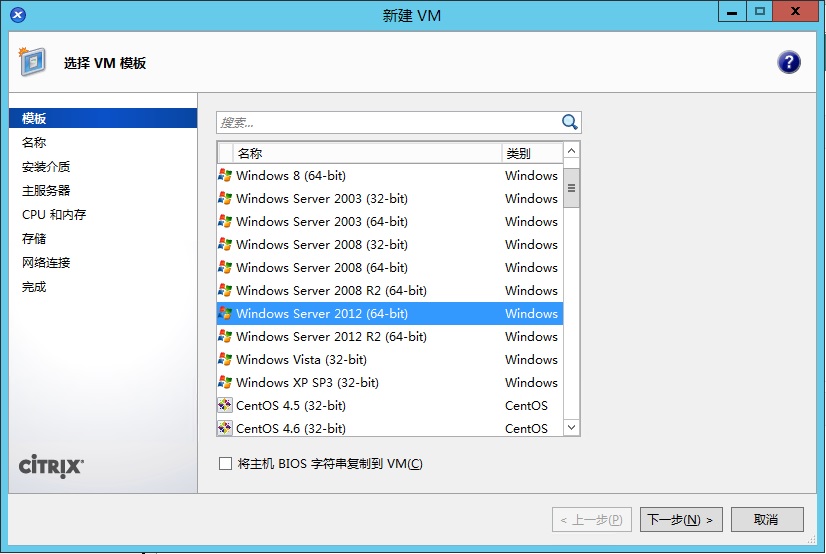 新建 VM
选择 VM 模板
?
模板
名称
安装介质
主服务器
CPU 和内存
存储
网络连接
完成
搜索...
名称 类别
Windows 8 (64-bit) Windows
Windows Server 2003 (32-bit) Windows
Windows Server 2003 (64-bit) Windows
Windows Server 2008 (32-bit) Windows
Windows Server 2008 (64-bit) Windows
Windows Server 2008 R2 (64-bit) Windows
Windows Server 2012 (64-bit) Windows
Windows Server 2012 R2 (64-bit) Windows
Windows Vista (32-bit) Windows
Windows XP SP3 (32-bit) Windows
CentOS 4.5 (32-bit) CentOS
CentOS 4.6 (32-bit) CentOS
将主机 BIOS 字符串复制到 VM(C)
CITRIX
< 上一步(P) 下一步(N) > 取消